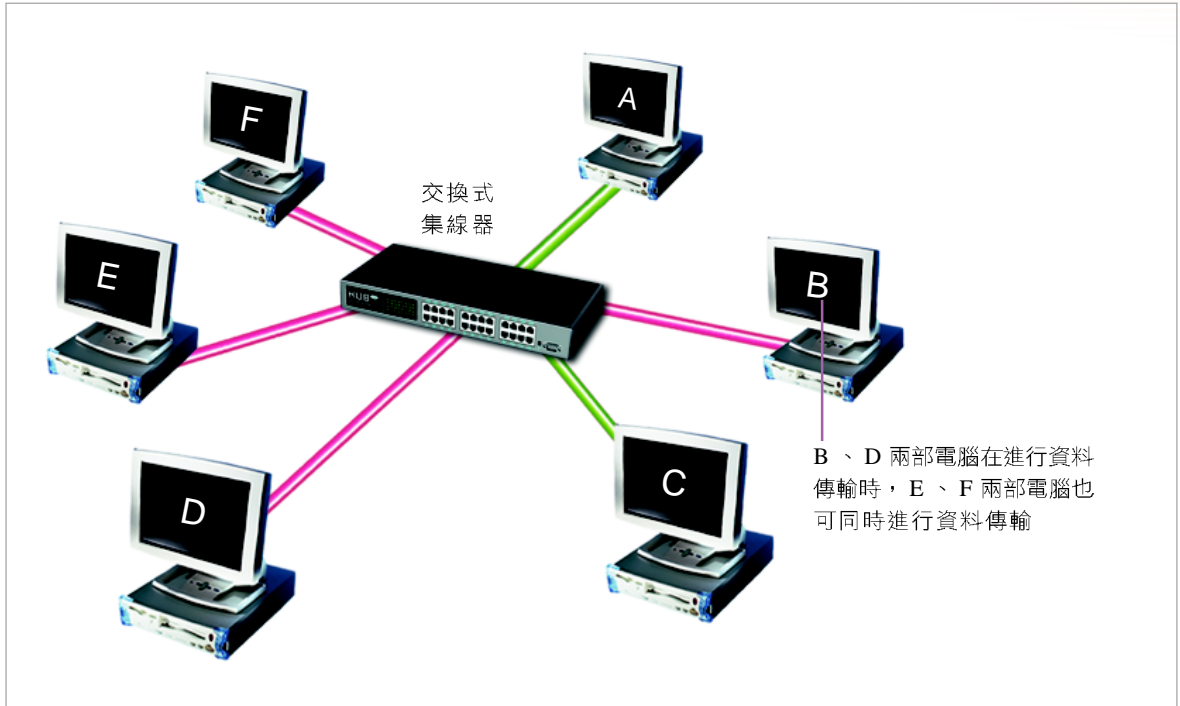 F
A
交換式
集線器
E
HUB
B
D
C
B 、 D 兩部電腦在進行資料
傳輸時， E 、 F 兩部電腦也
可同時進行資料傳輸